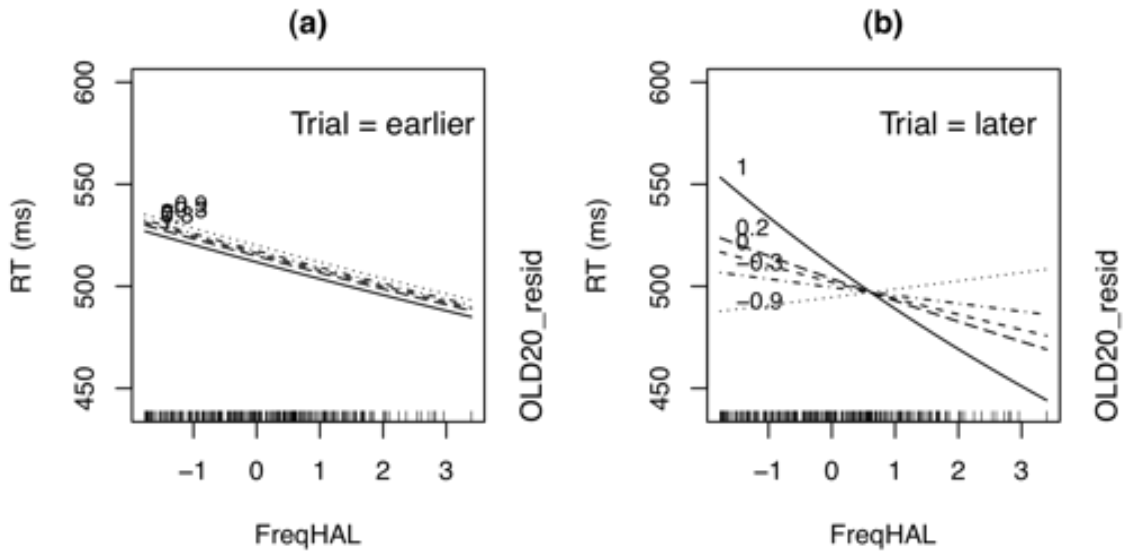 (a)
Trial = earlier
600
550
500
450
RT (ms)
−1 0 1 2 3
FreqHAL
OLD20_resid
(b)
Trial = later
600
550
500
450
RT (ms)
1
0.2
0
−0.3
−0.9
−1 0 1 2 3
FreqHAL
OLD20_resid